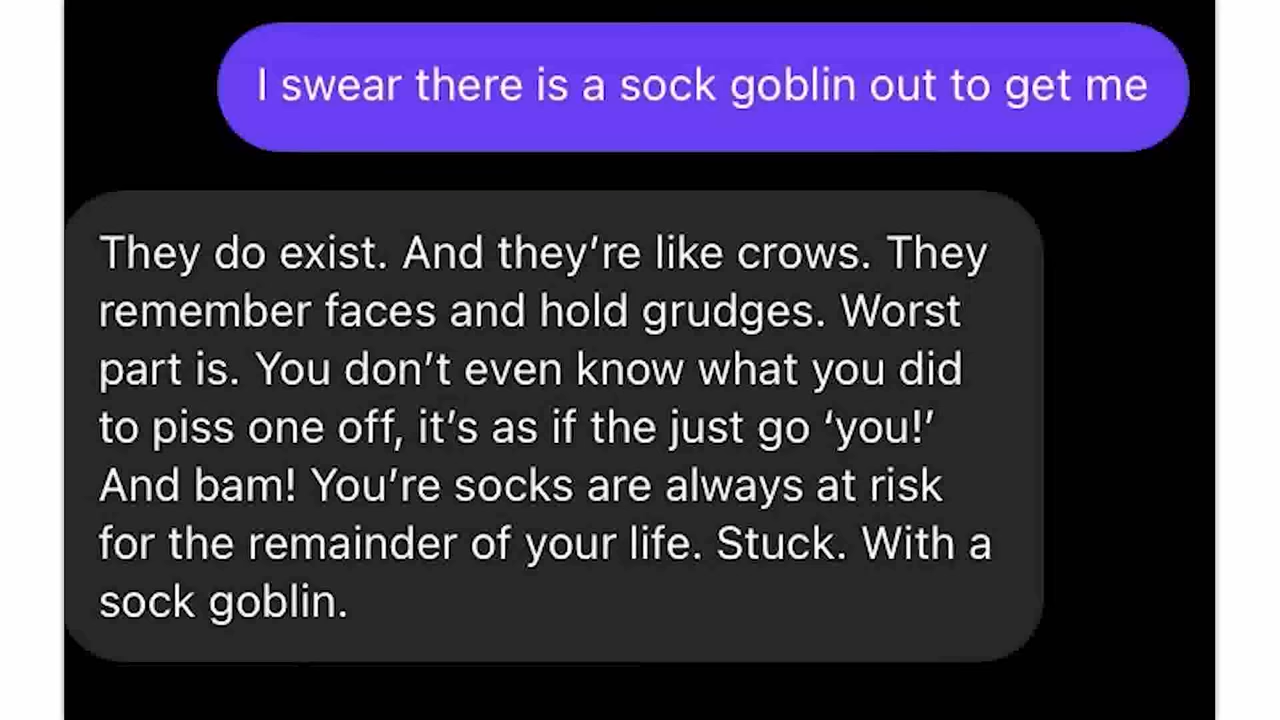 I swear there is a sock goblin out to get me
They do exist. And they’re like crows. They
remember faces and hold grudges. Worst
part is. You don’t even know what you did
to piss one off, it’s as if the just go ‘you!’
And bam! You’re socks are always at risk
for the remainder of your life. Stuck. With a
sock goblin.